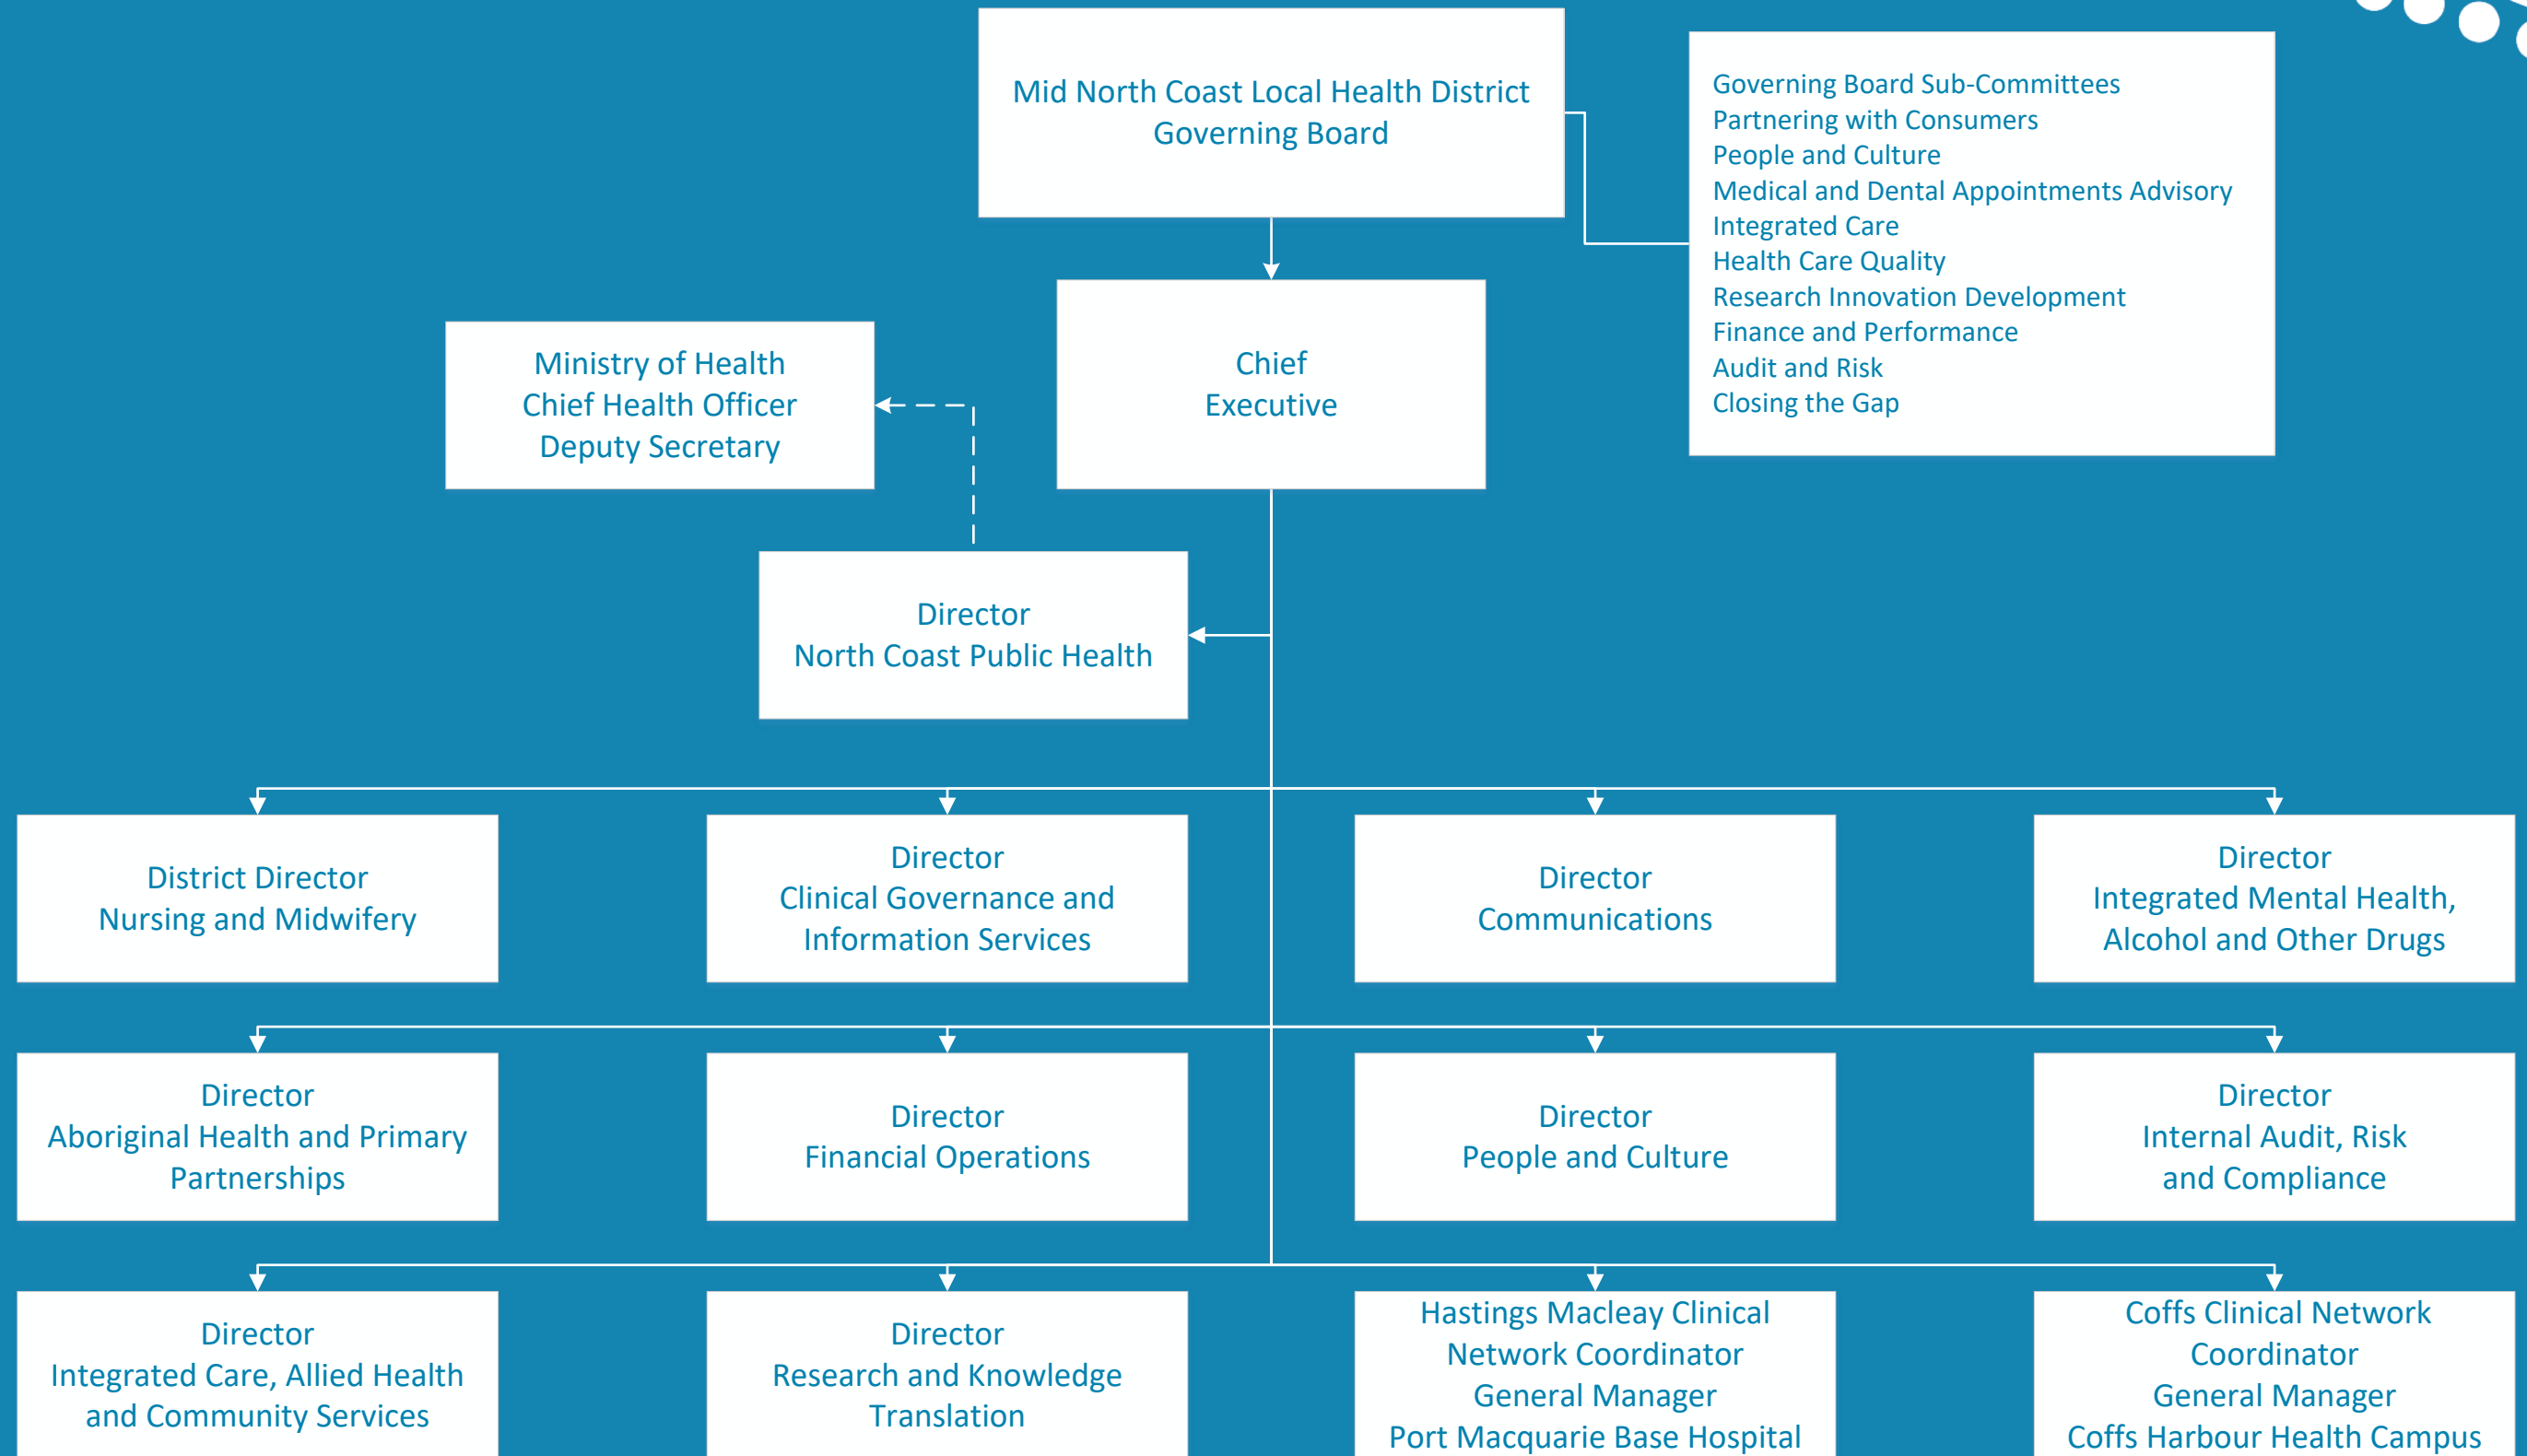 Mid North Coast Local Health District
Governing Board
Governing Board Sub-Committees
Partnering with Consumers
People and Culture
Medical and Dental Appointments Advisory
Integrated Care
Health Care Quality
Research Innovation Development
Finance and Performance
Audit and Risk
Closing the Gap
Ministry of Health
Chief Health Officer
Deputy Secretary
Chief
Executive
Director
North Coast Public Health
District Director
Nursing and Midwifery
Director
Clinical Governance and
Information Services
Director
Communications
Director
Integrated Mental Health,
Alcohol and Other Drugs
Director
Aboriginal Health and Primary
Partnerships
Director
Financial Operations
Director
People and Culture
Director
Internal Audit, Risk
and Compliance
Director
Integrated Care, Allied Health
and Community Services
Director
Research and Knowledge
Translation
Hastings Macleay Clinical
Network Coordinator
General Manager
Port Macquarie Base Hospital
Coffs Clinical Network
Coordinator
General Manager
Coffs Harbour Health Campus